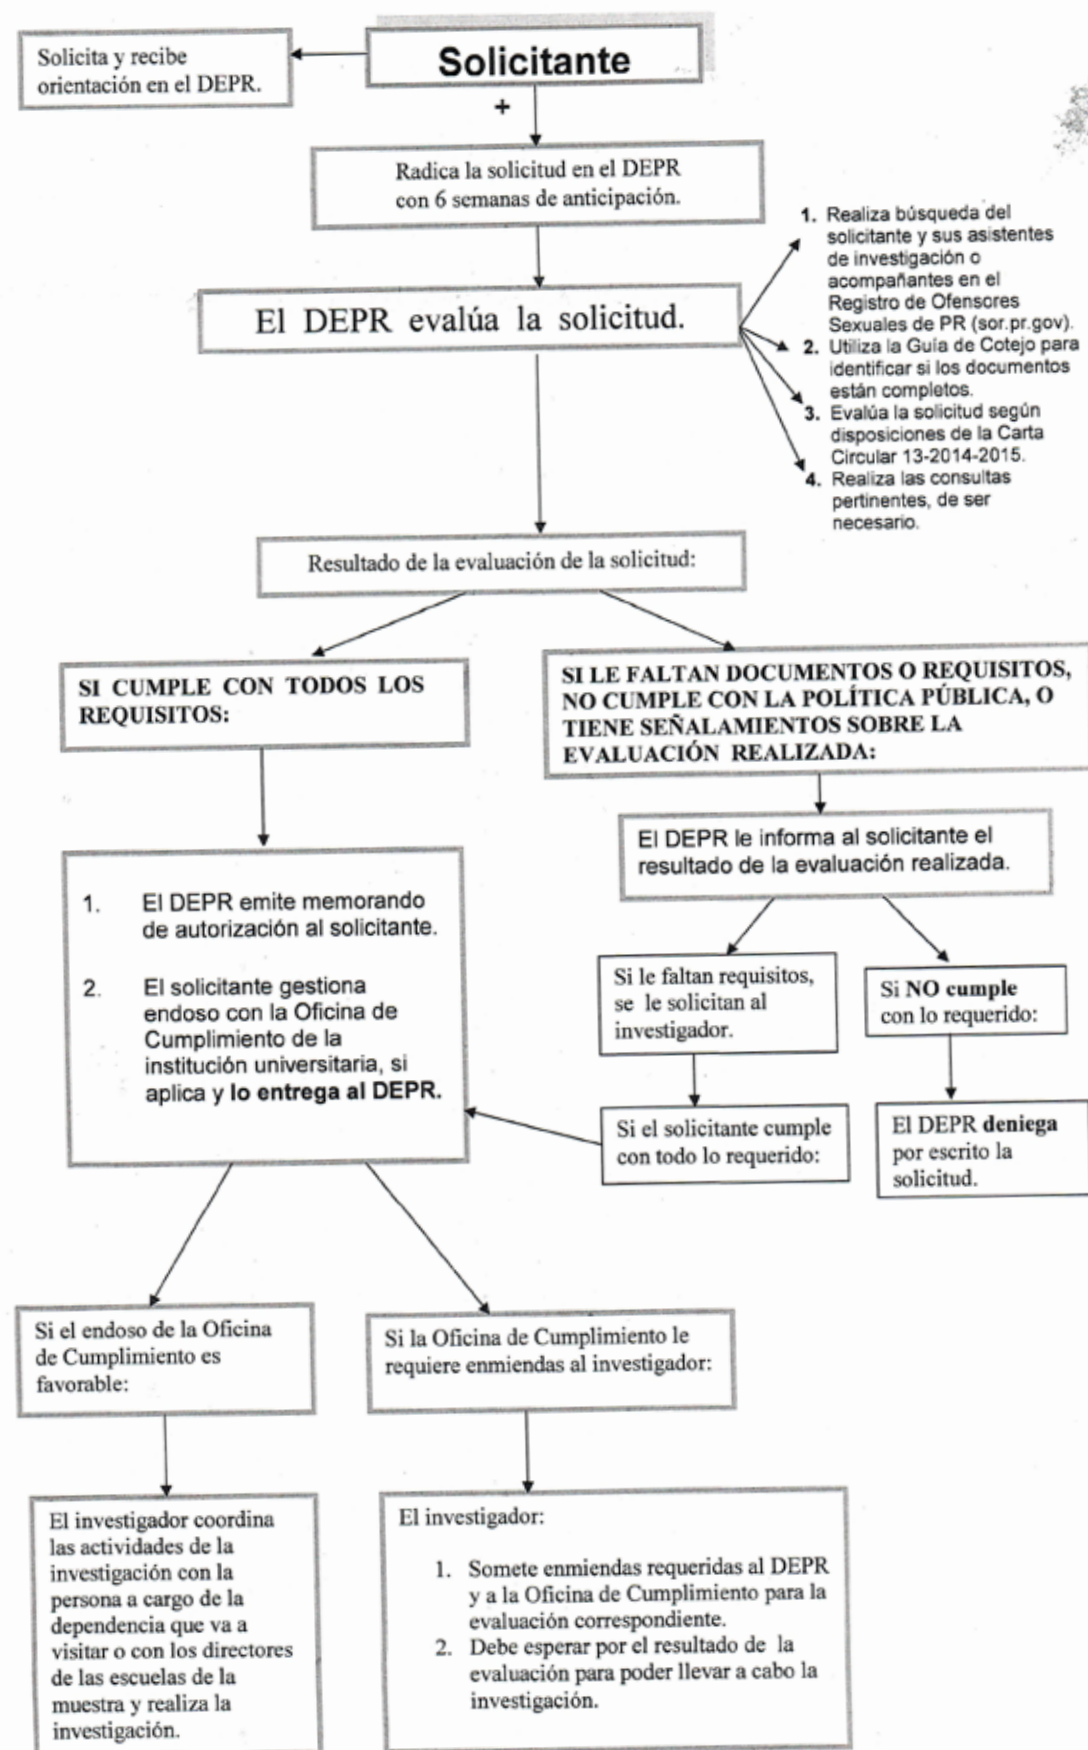 Solicita y recibe
orientación en el DEPR.
Solicitante
+
Radica la solicitud en el DEPR
con 6 semanas de anticipación.
El DEPR evalúa la solicitud.
1. Realiza búsqueda del
solicitante y sus asistentes
de investigación o
acompañantes en el
Registro de Ofensores
Sexuales de PR (sor.pr.gov).
2. Utiliza la Guía de Cotejo para
identificar si los documentos
están completos.
3. Evalúa la solicitud según
disposiciones de la Carta
Circular 13-2014-2015.
4. Realiza las consultas
pertinentes, de ser
necesario.
Resultado de la evaluación de la solicitud:
SI CUMPLE CON TODOS LOS
REQUISITOS:
SI LE FALTAN DOCUMENTOS O REQUISITOS,
NO CUMPLE CON LA POLÍTICA PÚBLICA, O
TIENE SEÑALAMIENTOS SOBRE LA
EVALUACIÓN REALIZADA:
El DEPR le informa al solicitante el
resultado de la evaluación realizada.
1. El DEPR emite memorando
de autorización al solicitante.
2. El solicitante gestiona
endoso con la Oficina de
Cumplimiento de la
institución universitaria, si
aplica y lo entrega al DEPR.
Si le faltan requisitos,
se le solicitan al
investigador.
Si NO cumple
con lo requerido:
Si el solicitante cumple
con todo lo requerido:
El DEPR deniega
por escrito la
solicitud.
Si el endoso de la Oficina
de Cumplimiento es
favorable:
Si la Oficina de Cumplimiento le
requiere enmiendas al investigador:
El investigador coordina
las actividades de la
investigación con la
persona a cargo de la
dependencia que va a
visitar o con los directores
de las escuelas de la
muestra y realiza la
investigación.
El investigador:
1. Somete enmiendas requeridas al DEPR
y a la Oficina de Cumplimiento para la
evaluación correspondiente.
2. Debe esperar por el resultado de la
evaluación para poder llevar a cabo la
investigación.